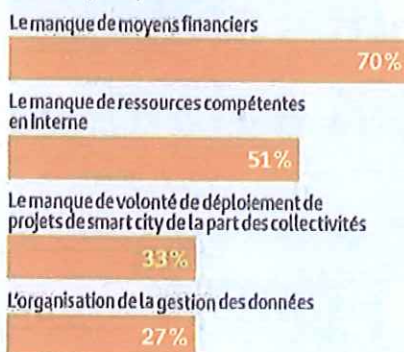 Le manque de moyens financiers
70%
Le manque de ressources compétentes
en interne
51%
Le manque de volonté de déploiement de
projets de smart city de la part des collectivités
33%
L'organisation de la gestion des données
27%